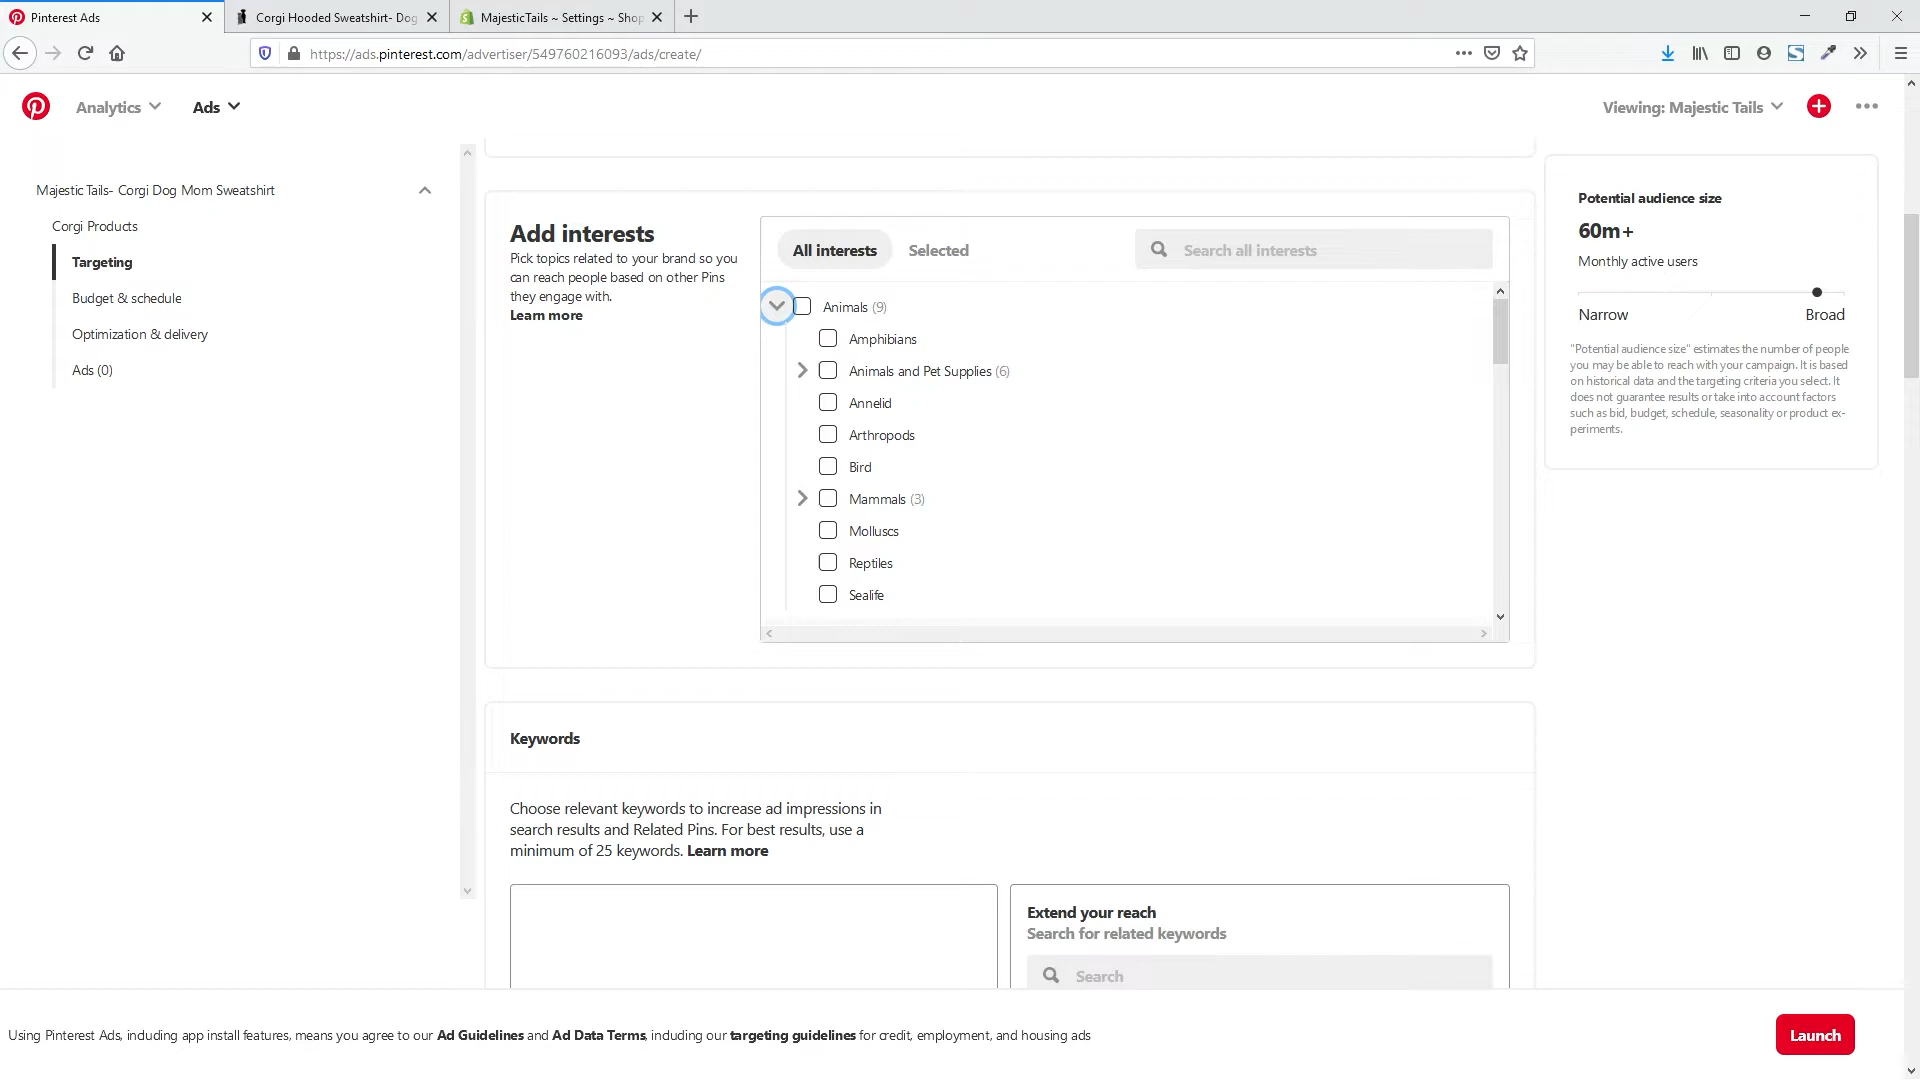 Pinterest Ads
Corgi Hooded Sweatshirt- Dog
MajesticTails ~ Settings ~ Shop
https://ads.pinterest.com/advertiser/549760216093/ads/create/
Analytics
Ads
Viewing: Majestic Tails
Majestic Tails- Corgi Dog Mom Sweatshirt
Corgi Products
Targeting
Budget & schedule
Optimization & delivery
Ads (0)
Add interests
Pick topics related to your brand so you
can reach people based on other Pins
they engage with.
Learn more
All interests
Selected
Search all interests
Animals (9)
Amphibians
Animals and Pet Supplies (6)
Annelid
Arthropods
Bird
Mammals (3)
Molluscs
Reptiles
Sealife
Potential audience size
60m+
Monthly active users
Narrow
Broad
"Potential audience size" estimates the number of people
you may be able to reach with your campaign. It is based
on historical data and the targeting criteria you select. It
does not guarantee results or take into account factors
such as bid, budget, schedule, seasonality or product ex-
periments.
Keywords
Choose relevant keywords to increase ad impressions in
search results and Related Pins. For best results, use a
minimum of 25 keywords. Learn more
Extend your reach
Search for related keywords
Search
Using Pinterest Ads, including app install features, means you agree to our Ad Guidelines and Ad Data Terms, including our targeting guidelines for credit, employment, and housing ads
Launch